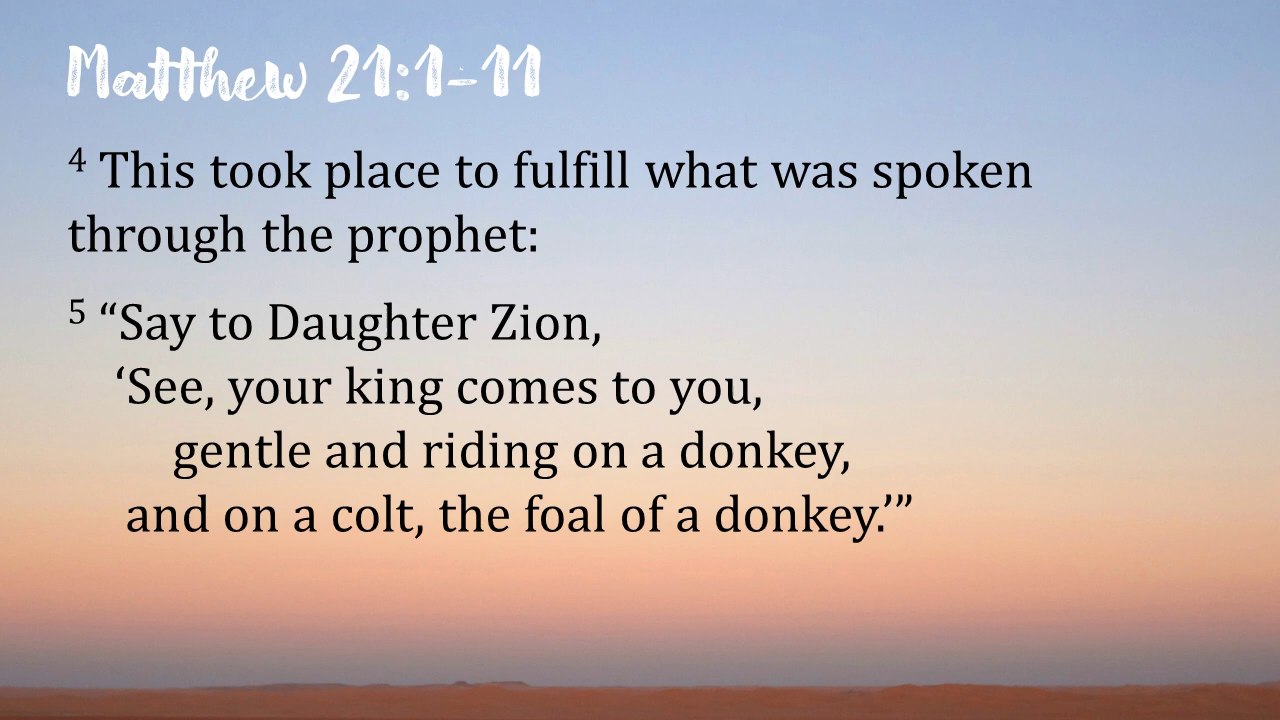 Matthew 21:1-11
⁴ This took place to fulfill what was spoken
through the prophet:
⁵ “Say to Daughter Zion,
‘See, your king comes to you,
gentle and riding on a donkey,
and on a colt, the foal of a donkey.’”